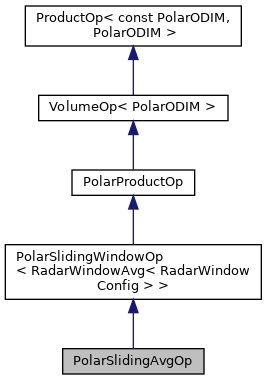 ProductOp< const PolarODIM,
PolarODIM >
VolumeOp< PolarODIM >
PolarProductOp
PolarSlidingWindowOp
< RadarWindowAvg< RadarWindow
Config > >
PolarSlidingAvgOp